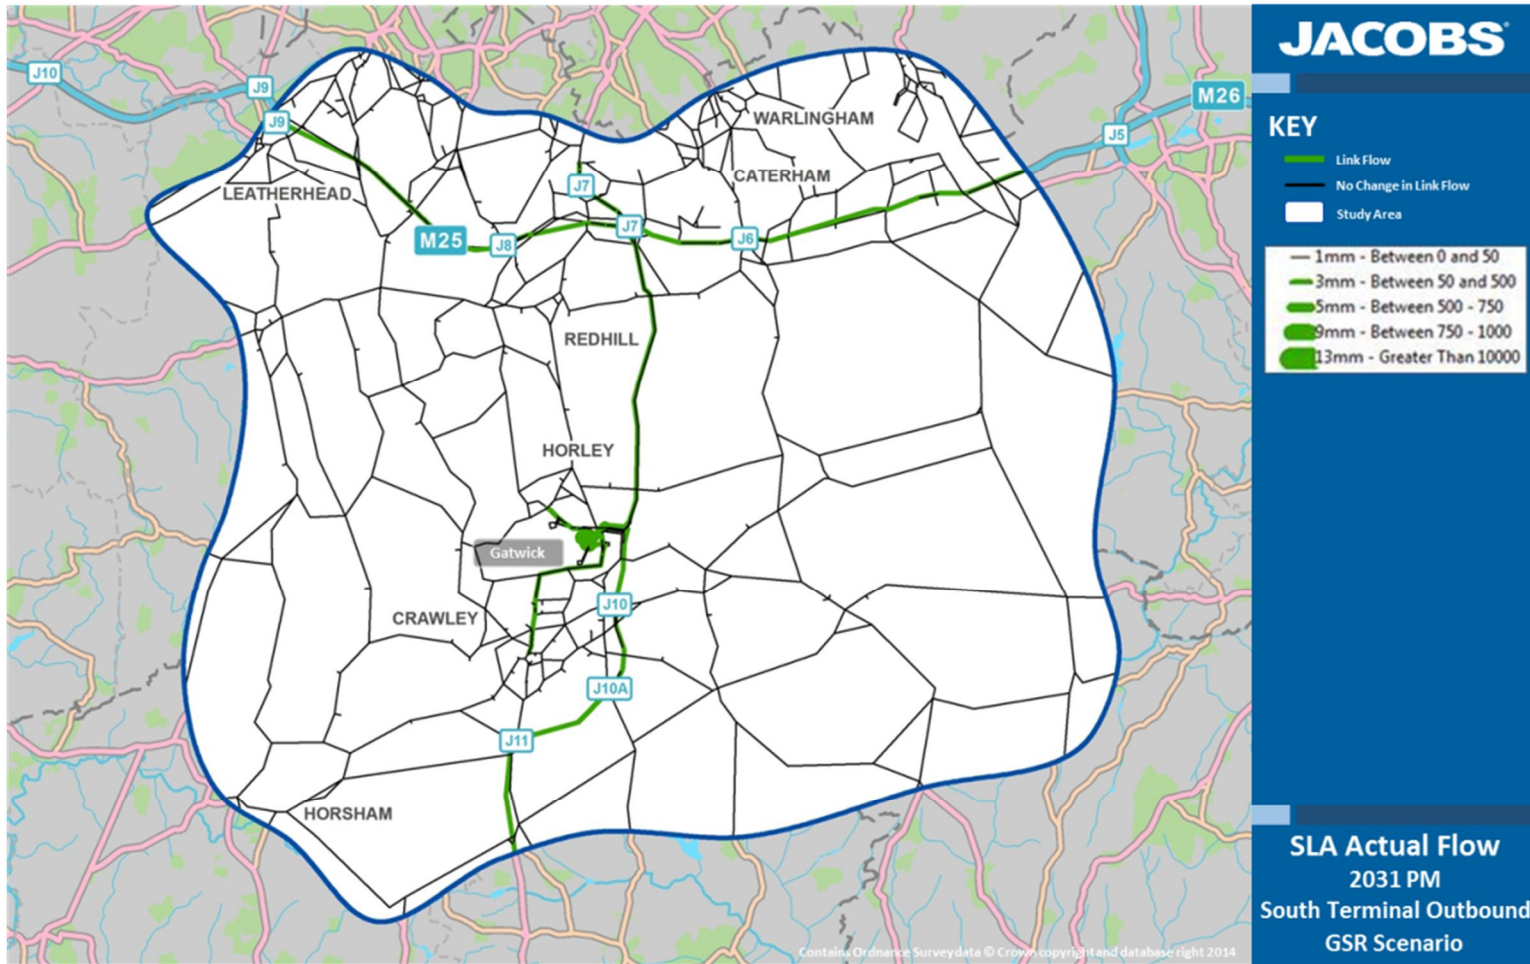 JACOBS
KEY
Link Flow
No Change in Link Flow
Study Area
1mm - Between 0 and 50
3mm - Between 50 and 500
5mm - Between 500 - 750
9mm - Between 750 - 1000
13mm - Greater Than 10000
SLA Actual Flow
2031 PM
South Terminal Outbound
GSR Scenario
J10
J9
M26
J9
WARLINGHAM
J5
CATERHAM
LEATHERHEAD
J7
J7
M25
J8
J6
REDHILL
HORLEY
Gatwick
CRAWLEY
J10
J10A
J11
HORSHAM
Contains Ordnance Survey data © Crown copyright and database right 2014